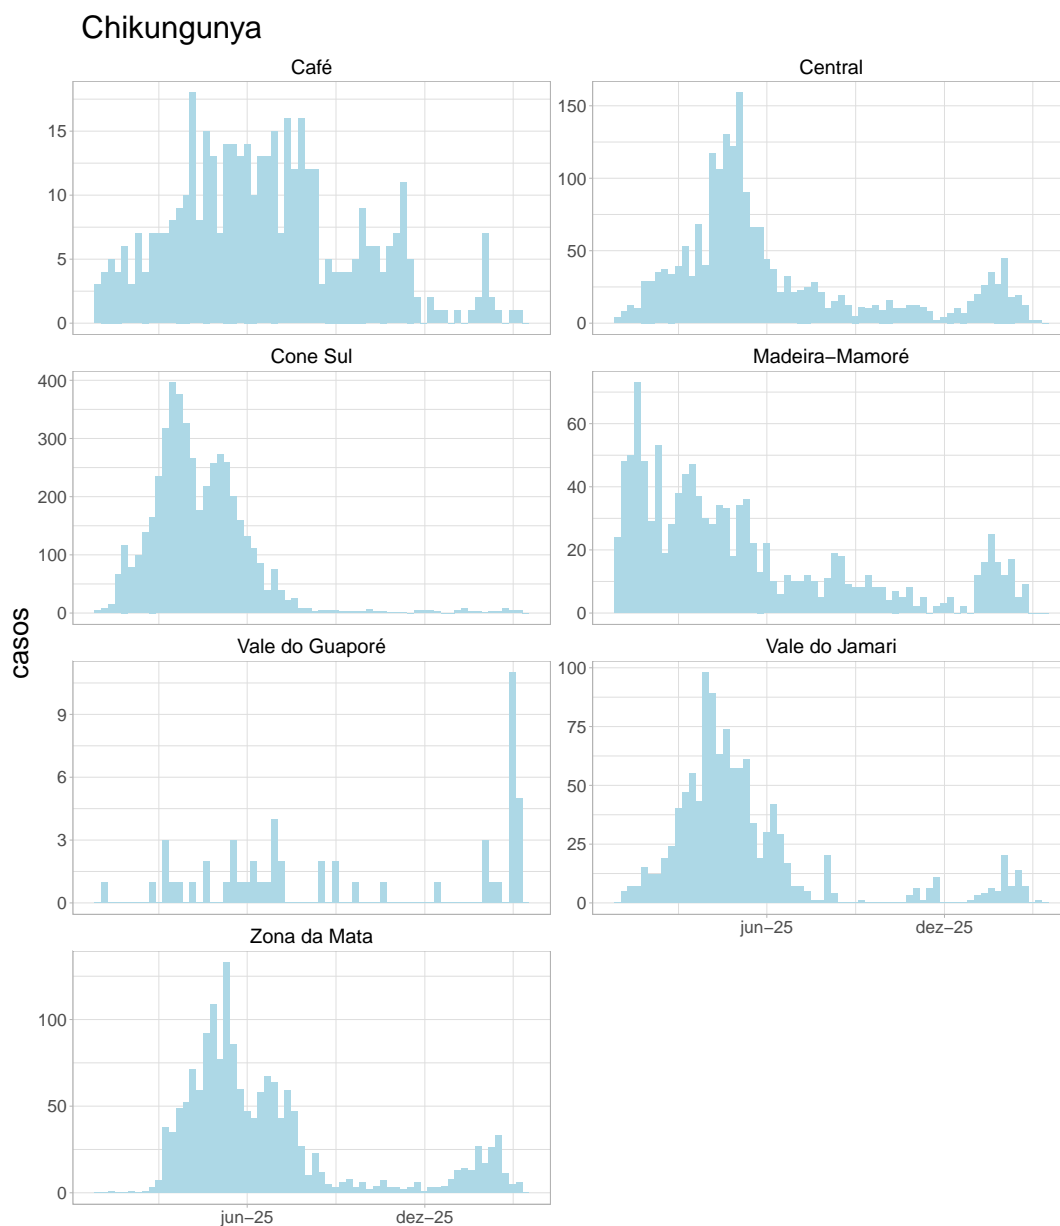 Chikungunya
Café
Central
15
10
5
0
150
100
50
0
Cone Sul
Madeira−Mamoré
400
300
200
100
0
60
40
20
0
casos
Vale do Guaporé
Vale do Jamari
9
6
3
0
100
75
50
25
0
jun−25
dez−25
Zona da Mata
100
50
0
jun−25
dez−25